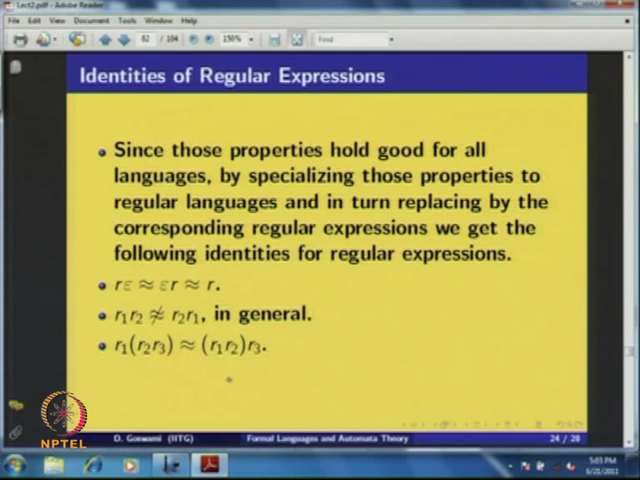 Lect2.pdf - Adobe Reader
File Edit View Document Tools Window Help
82 / 104 150% Find
Identities of Regular Expressions
Since those properties hold good for all
languages, by specializing those properties to
regular languages and in turn replacing by the
corresponding regular expressions we get the
following identities for regular expressions.
rε ≈ εr ≈ r.
r₁r₂ ≉ r₂r₁, in general.
r₁(r₂r₃) ≈ (r₁r₂)r₃.
NPTEL
D. Goswami (IITG) Formal Languages and Automata Theory 24 / 28
5:03 PM
6/21/2011